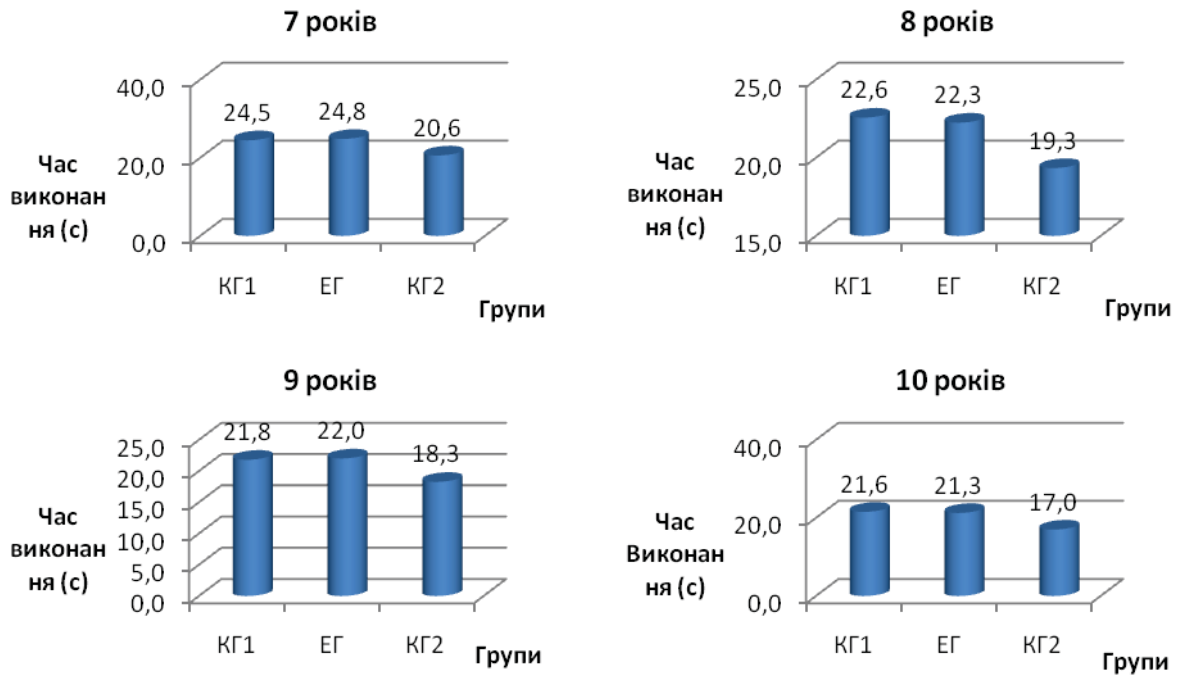 7 років
40,0
20,0
0,0
Час
виконан
ня (с)
24,5
24,8
20,6
КГ1
ЕГ
КГ2
Групи
8 років
25,0
20,0
15,0
Час
виконан
ня (с)
22,6
22,3
19,3
КГ1
ЕГ
КГ2
Групи
9 років
25,0
20,0
15,0
10,0
5,0
0,0
Час
виконан
ня (с)
21,8
22,0
18,3
КГ1
ЕГ
КГ2
Групи
10 років
40,0
20,0
0,0
Час
Виконан
ня (с)
21,6
21,3
17,0
КГ1
ЕГ
КГ2
Групи